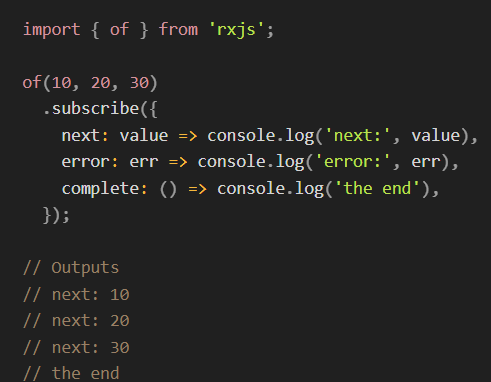 import { of } from 'rxjs';
of(10, 20, 30)
.subscribe({
next: value => console.log('next:', value),
error: err => console.log('error:', err),
complete: () => console.log('the end'),
});
// Outputs
// next: 10
// next: 20
// next: 30
// the end